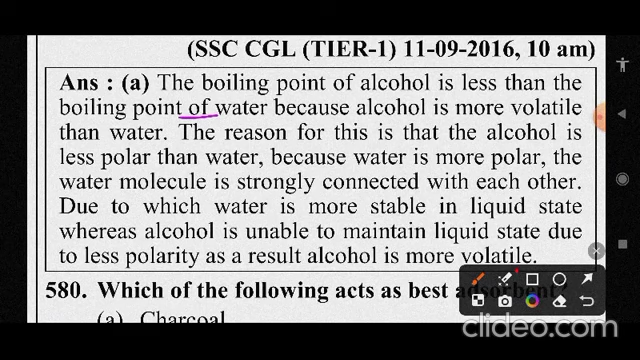 (SSC CGL (TIER-1) 11-09-2016, 10 am)
Ans : (a) The boiling point of alcohol is less than the
boiling point of water because alcohol is more volatile
than water. The reason for this is that the alcohol is
less polar than water, because water is more polar, the
water molecule is strongly connected with each other.
Due to which water is more stable in liquid state
whereas alcohol is unable to maintain liquid state due
to less polarity as a result alcohol is more volatile.
580. Which of the following acts as best adsorbent?
(a) Charcoal
clideo.com